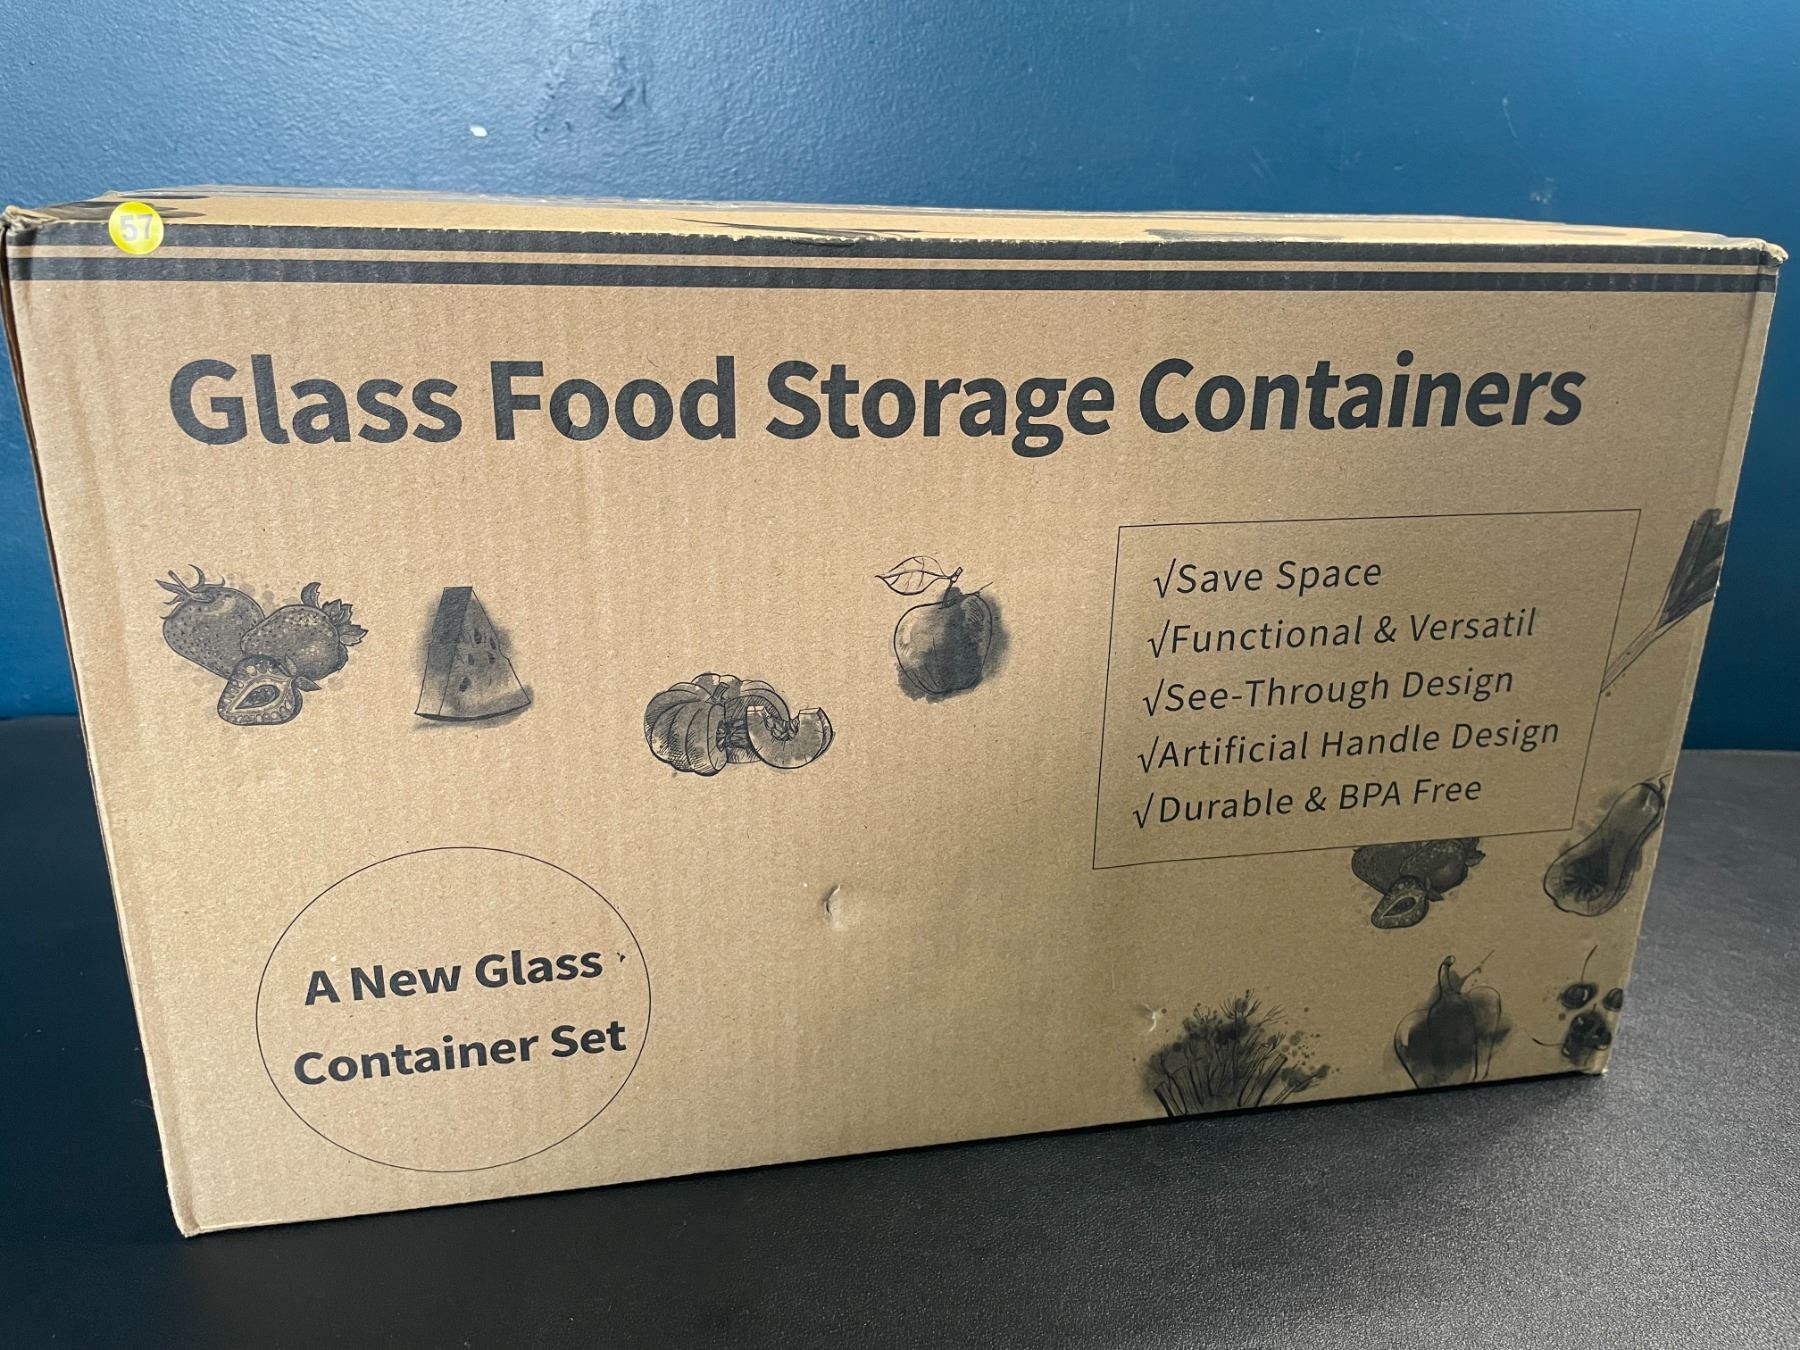 57
Glass Food Storage Containers
√Save Space
√Functional & Versatil
√See-Through Design
√Artificial Handle Design
√Durable & BPA Free
A New Glass
Container Set